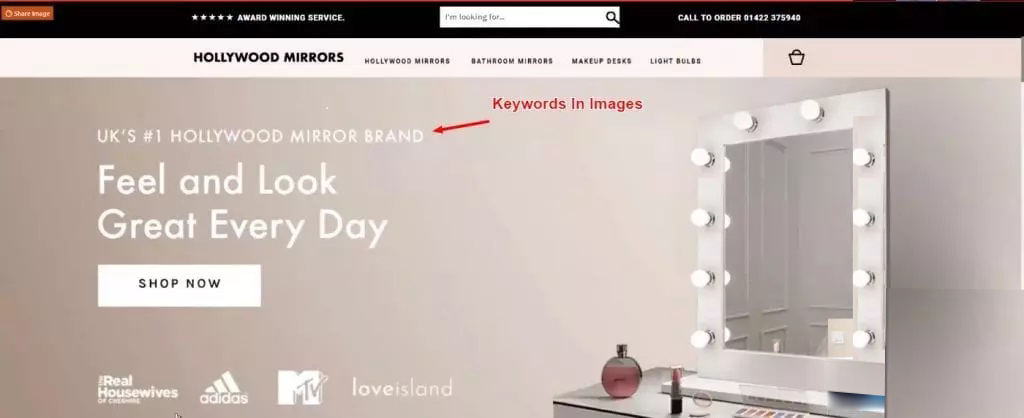 Share Image
★★★★★ AWARD WINNING SERVICE.
I'm looking for...
CALL TO ORDER 01422 375940
HOLLYWOOD MIRRORS
HOLLYWOOD MIRRORS
BATHROOM MIRRORS
MAKEUP DESKS
LIGHT BULBS
Keywords In Images
UK'S #1 HOLLYWOOD MIRROR BRAND
Feel and Look
Great Every Day
SHOP NOW
THE Real
Housewives
OF CHESHIRE
adidas
MTV
loveisland